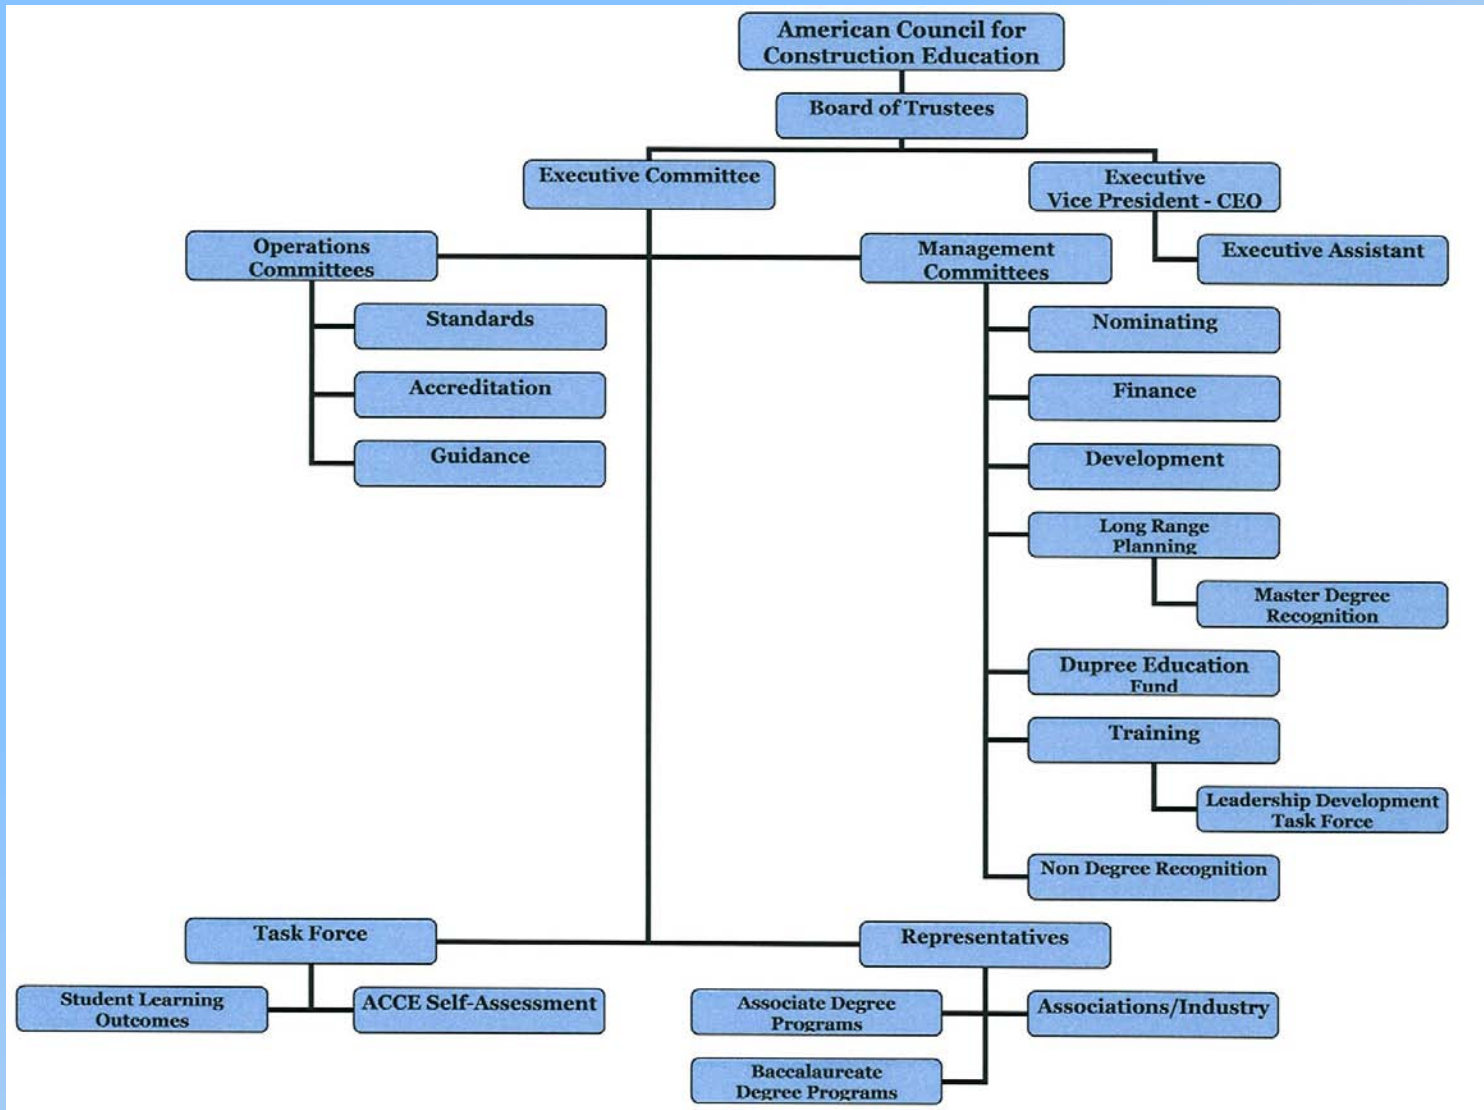 American Council for
Construction Education
Board of Trustees
Executive Committee
Executive
Vice President - CEO
Operations
Committees
Management
Committees
Executive Assistant
Standards
Nominating
Accreditation
Finance
Guidance
Development
Long Range
Planning
Master Degree
Recognition
Dupree Education
Fund
Training
Leadership Development
Task Force
Non Degree Recognition
Task Force
Representatives
Student Learning
Outcomes
ACCE Self-Assessment
Associate Degree
Programs
Associations/Industry
Baccalaureate
Degree Programs